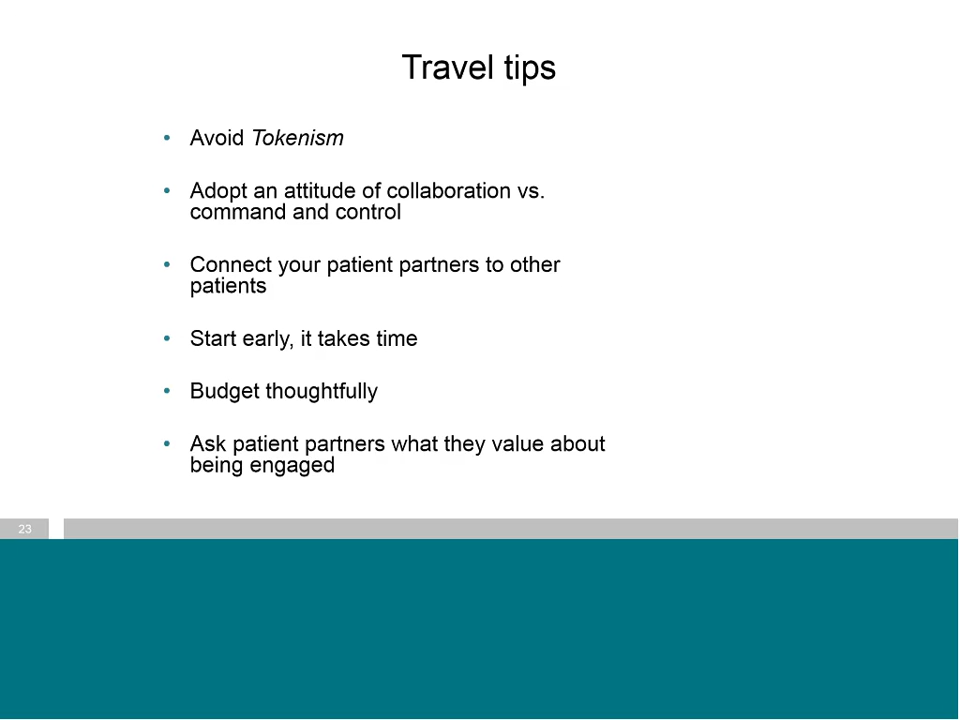 Travel tips
• Avoid Tokenism
• Adopt an attitude of collaboration vs.
command and control
• Connect your patient partners to other
patients
• Start early, it takes time
• Budget thoughtfully
• Ask patient partners what they value about
being engaged
23